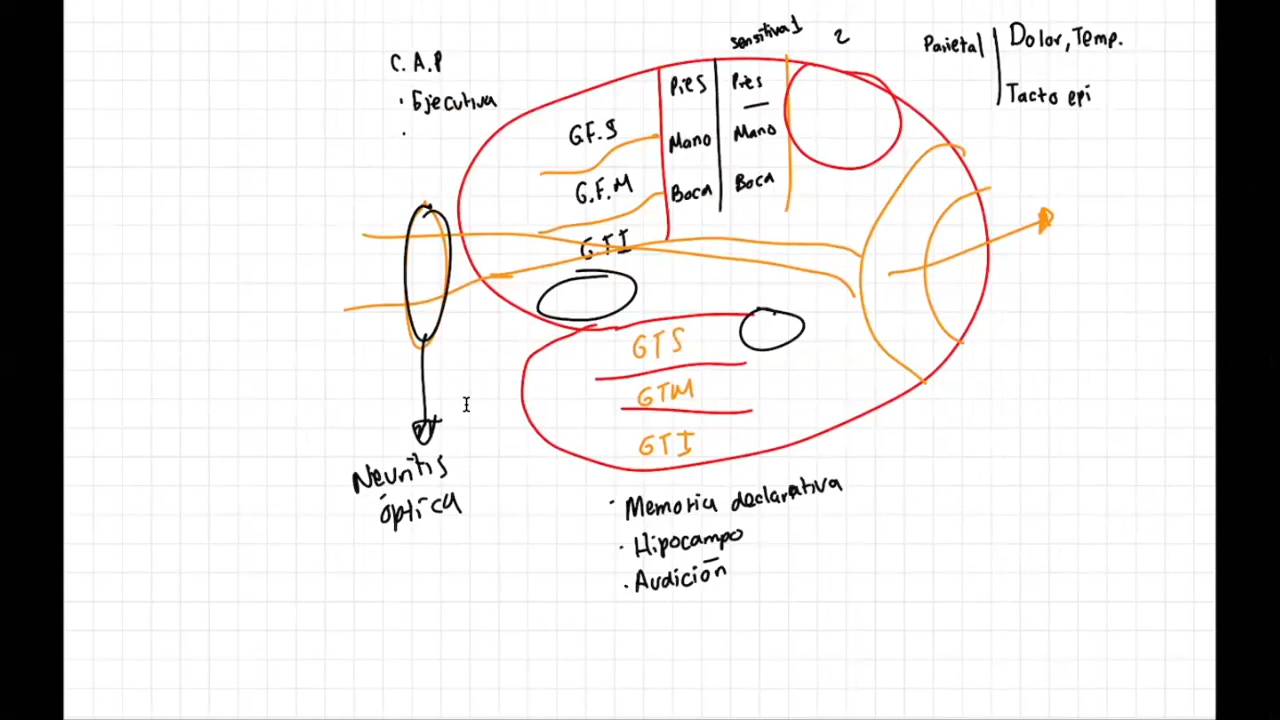 C.A.P
· Ejecutiva
·
Sensitiva 1
2
Parietal
Dolor, Temp.
Tacto epi
G.F.S
G.F.M
GTI
Pies
Mano
Boca
Pies
Mano
Boca
GTS
GTM
GTI
Neuritis
óptica
· Memoria declarativa
· Hipocampo
· Audición